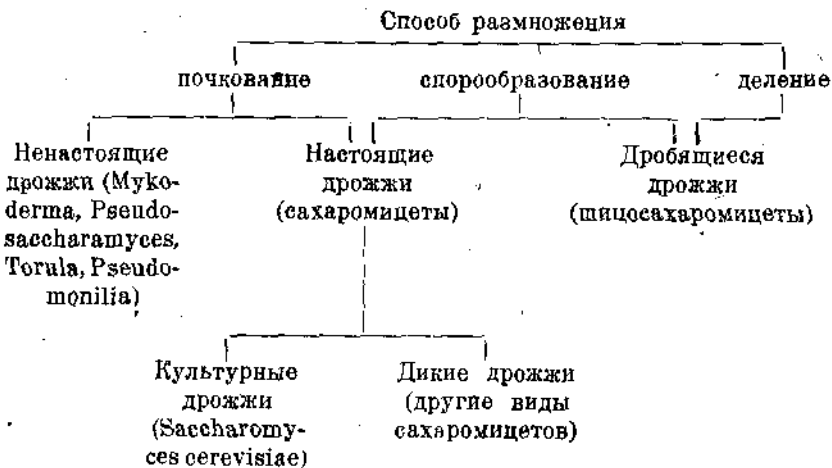 Способ размножения
почкование спорообразование деление
Ненастоящие
дрожжи (Myko-
derma, Pseudo-
saccharamyces,
Torula, Pseudo-
monilia)
Настоящие
дрожжи
(сахаромицеты)
Дробящиеся
дрожжи
(шицосахаромицеты)
Культурные
дрожжи
(Saccharomy-
ces cerevisiae)
Дикие дрожжи
(другие виды
сахаромицетов)